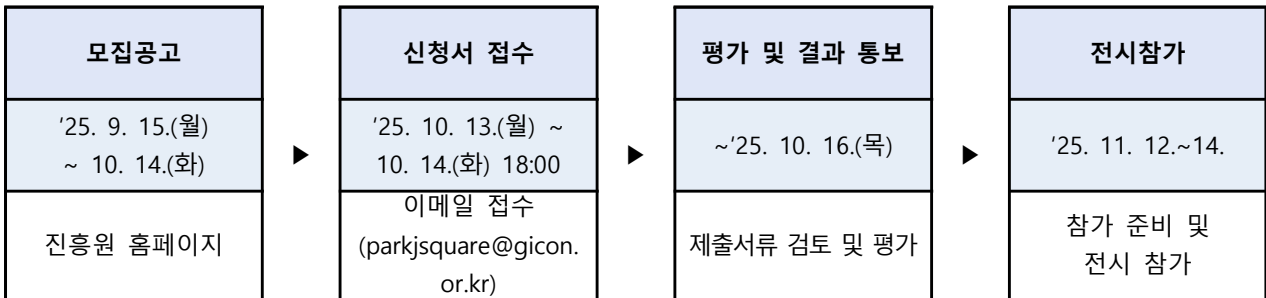 모집공고
'25. 9. 15.(월)
~ 10. 14.(화)
진흥원 홈페이지
▶
신청서 접수
'25. 10. 13.(월) ~
10. 14.(화) 18:00
이메일 접수
(parkjsquare@gicon.
or.kr)
▶
평가 및 결과 통보
~'25. 10. 16.(목)
제출서류 검토 및 평가
▶
전시참가
'25. 11. 12.~14.
참가 준비 및
전시 참가